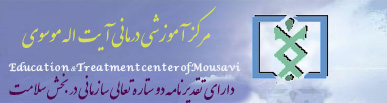 مرکز آموزشی درمانی آیت اله موسوی
Education & Treatment center of Mousavi
دارای تقدیرنامه دو ستاره تعالی سازمانی در بخش سلامت